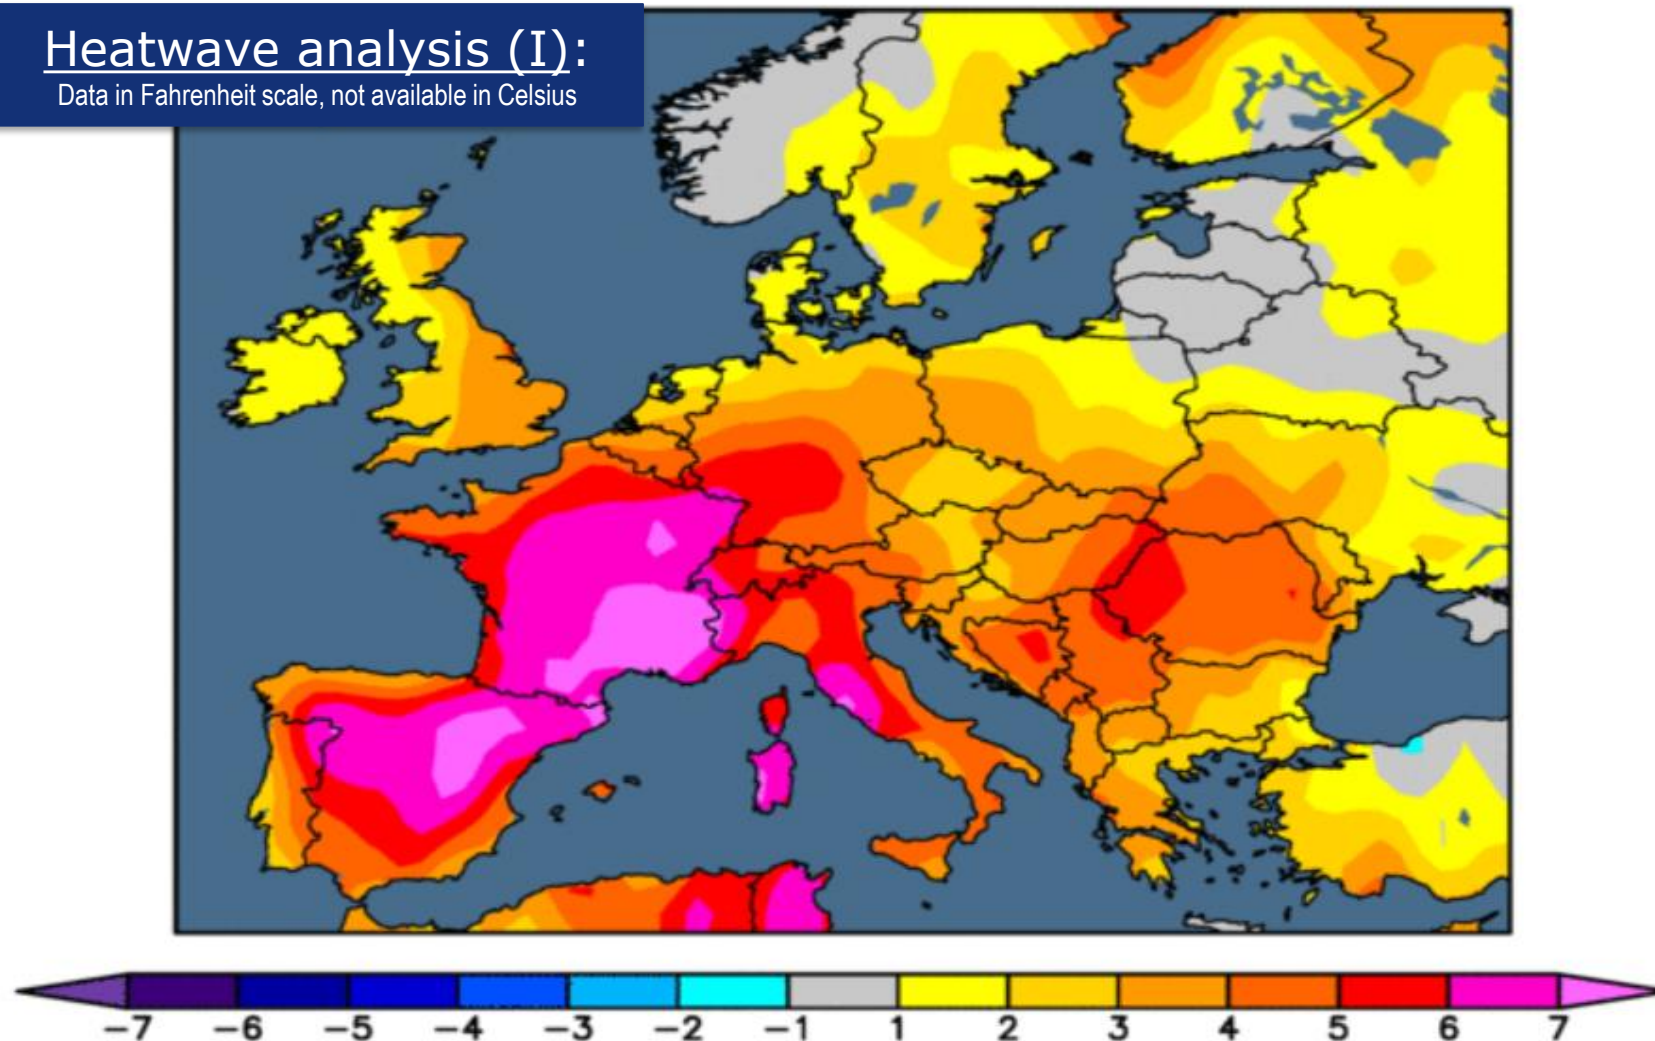 Heatwave analysis (I):
Data in Fahrenheit scale, not available in Celsius
−7 −6 −5 −4 −3 −2 −1 1 2 3 4 5 6 7